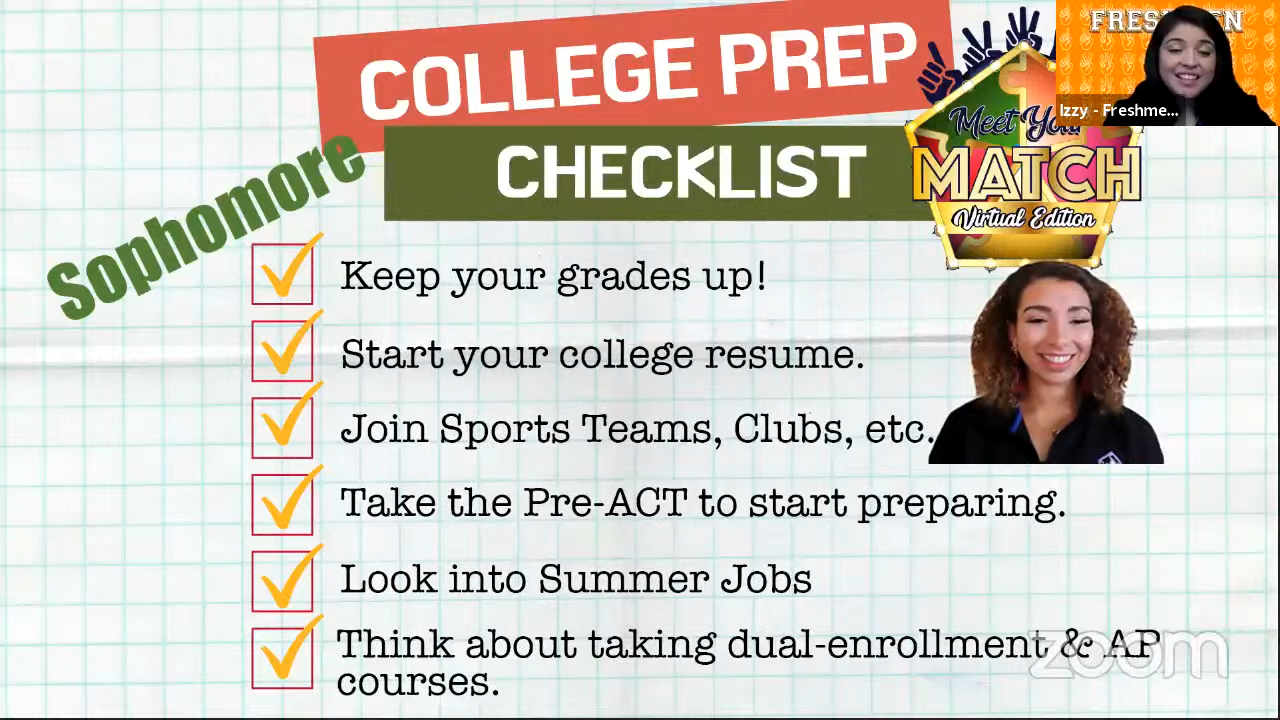 COLLEGE PREP
CHECKLIST
Sophomore
FRES
EN
Izzy - Freshme...
Meet Your
MATCH
Virtual Edition
Keep your grades up!
Start your college resume.
Join Sports Teams, Clubs, etc.
Take the Pre-ACT to start preparing.
Look into Summer Jobs
Think about taking dual-enrollment & AP
courses.
zoom